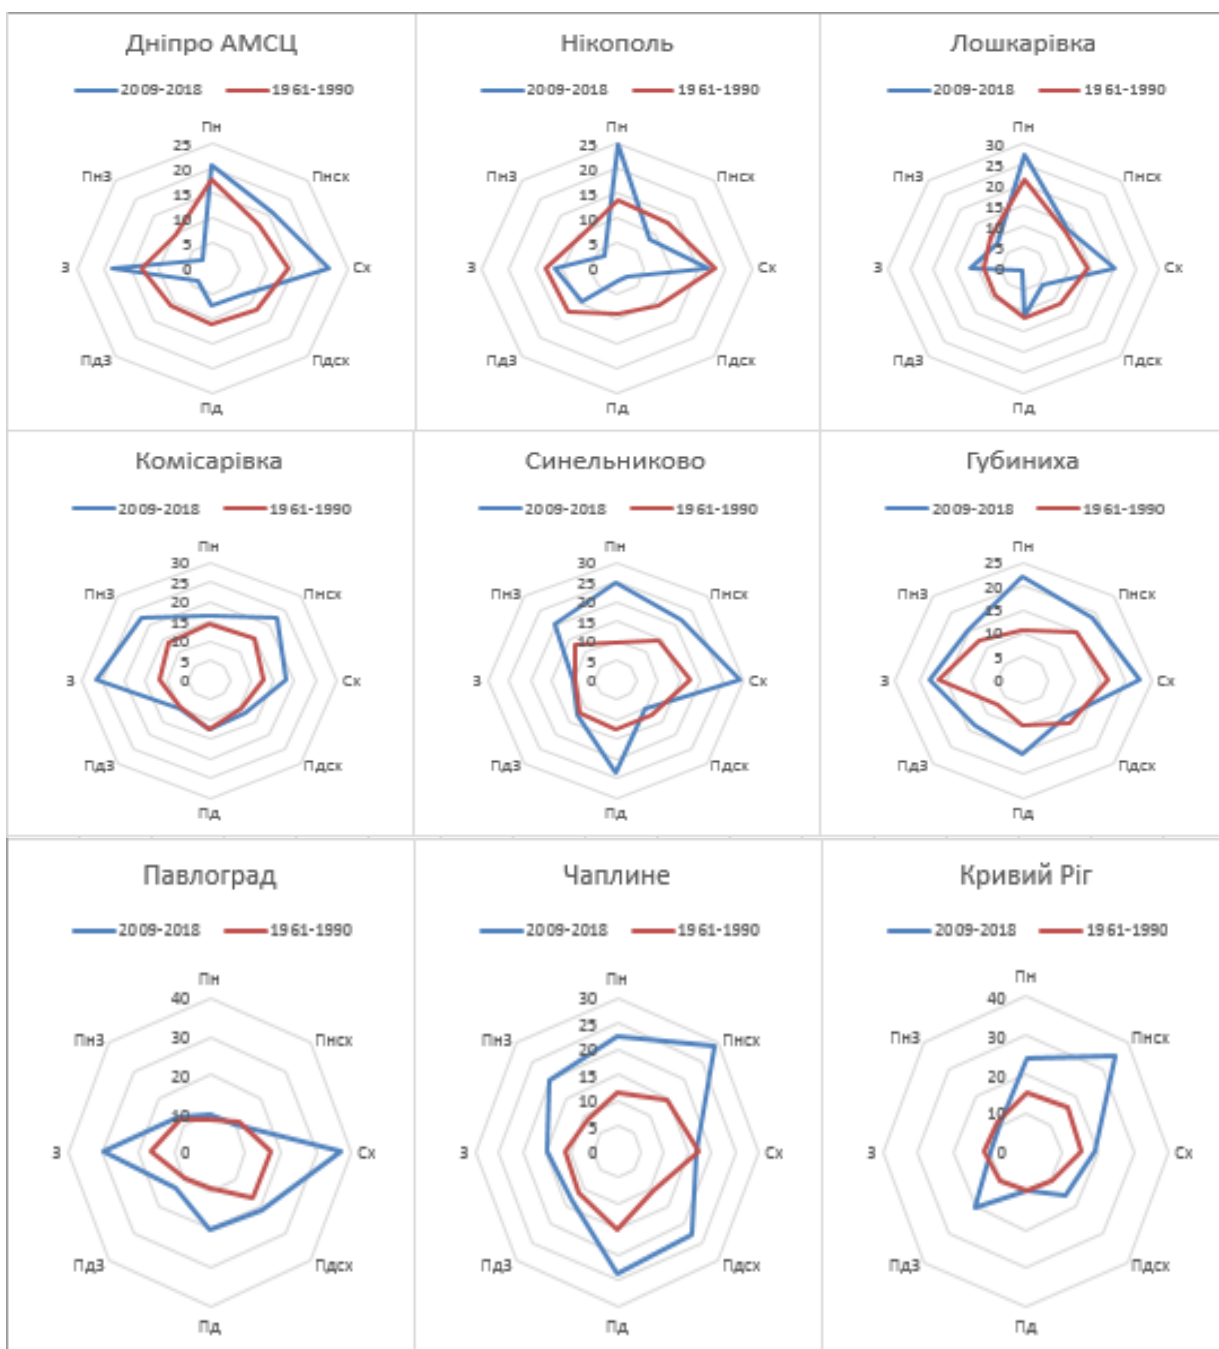 Дніпро АМСЦ
2009-2018 1961-1990
Пн
25
ПнЗ 20 Пнсх
15
10
5
З 0 Сх
ПдЗ Пдсх
Пд
Нікополь
2009-2018 1961-1990
Пн
25
ПнЗ 20 Пнсх
15
10
5
З 0 Сх
ПдЗ Пдсх
Пд
Лошкарівка
2009-2018 1961-1990
Пн
30
25
ПнЗ 20 Пнсх
15
10
5
З 0 Сх
ПдЗ Пдсх
Пд
Комісарівка
2009-2018 1961-1990
Пн
30
25
ПнЗ 20 Пнсх
15
10
5
З 0 Сх
ПдЗ Пдсх
Пд
Синельниково
2009-2018 1961-1990
Пн
30
25
ПнЗ 20 Пнсх
15
10
5
З 0 Сх
ПдЗ Пдсх
Пд
Губиниха
2009-2018 1961-1990
Пн
25
ПнЗ 20 Пнсх
15
10
5
З 0 Сх
ПдЗ Пдсх
Пд
Павлоград
2009-2018 1961-1990
Пн
40
ПнЗ 30 Пнсх
20
10
З 0 Сх
ПдЗ Пдсх
Пд
Чаплине
2009-2018 1961-1990
Пн
30
25
ПнЗ 20 Пнсх
15
10
5
З 0 Сх
ПдЗ Пдсх
Пд
Кривий Ріг
2009-2018 1961-1990
Пн
40
ПнЗ 30 Пнсх
20
10
З 0 Сх
ПдЗ Пдсх
Пд